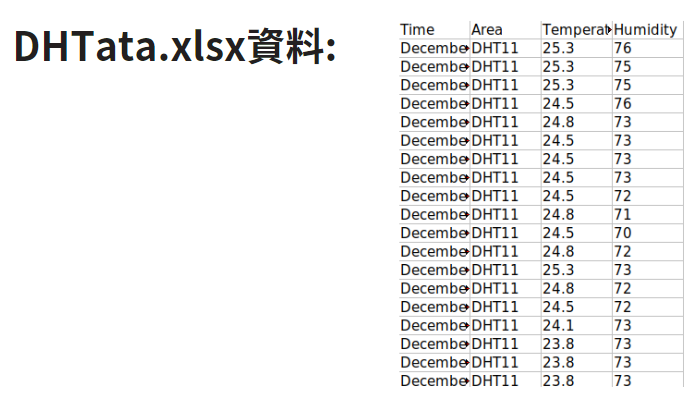 DHTata.xlsx資料:
Time Area Temperat Humidity
Decembe DHT11 25.3 76
Decembe DHT11 25.3 75
Decembe DHT11 25.3 75
Decembe DHT11 24.5 76
Decembe DHT11 24.8 73
Decembe DHT11 24.5 73
Decembe DHT11 24.5 73
Decembe DHT11 24.5 73
Decembe DHT11 24.5 72
Decembe DHT11 24.8 71
Decembe DHT11 24.5 70
Decembe DHT11 24.8 72
Decembe DHT11 25.3 73
Decembe DHT11 24.8 72
Decembe DHT11 24.5 72
Decembe DHT11 24.1 73
Decembe DHT11 23.8 73
Decembe DHT11 23.8 73
Decembe DHT11 23.8 73